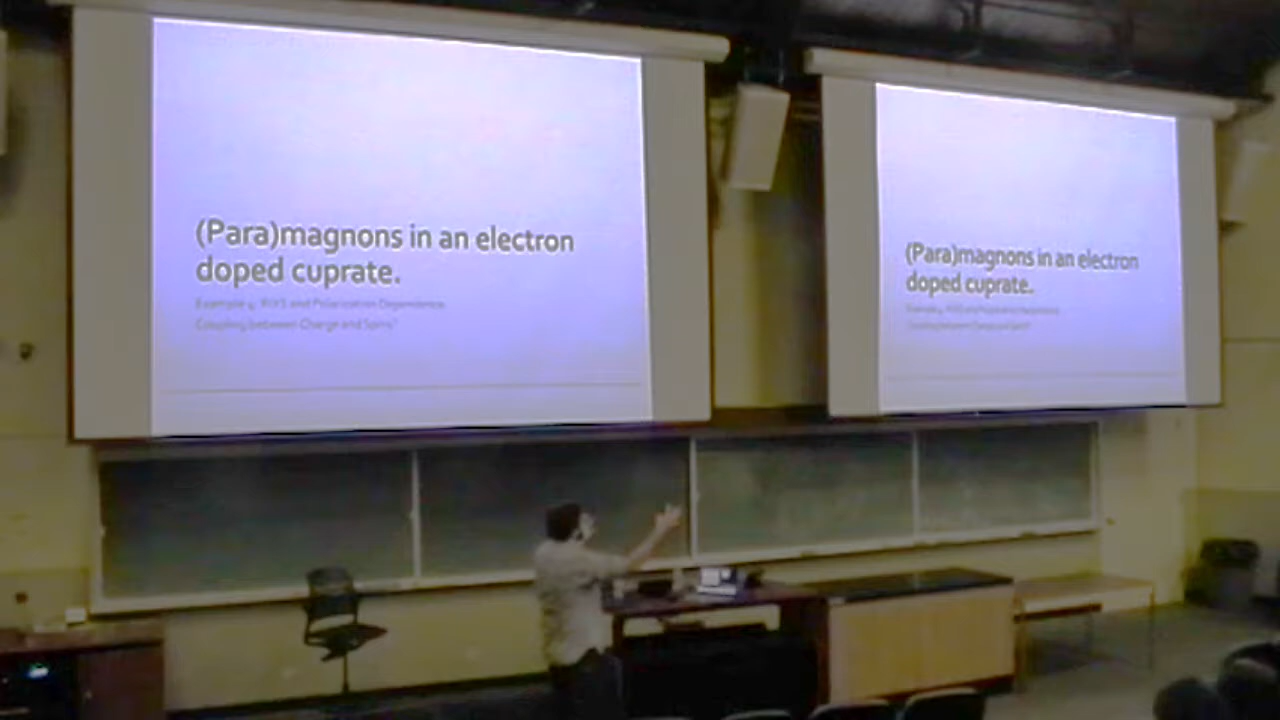 (Para)magnons in an electron
doped cuprate.
Example 4: RIXS and Polarization Dependence
Coupling between Charge and Spins?
(Para)magnons in an electron
doped cuprate.